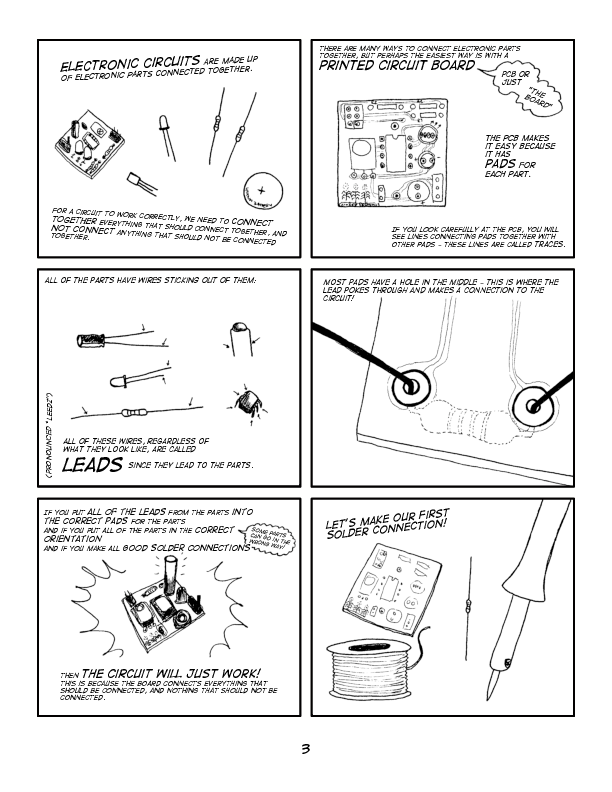 ELECTRONIC CIRCUITS ARE MADE UP
OF ELECTRONIC PARTS CONNECTED TOGETHER.
FOR A CIRCUIT TO WORK CORRECTLY, WE NEED TO CONNECT
TOGETHER EVERYTHING THAT SHOULD CONNECT TOGETHER, AND
NOT CONNECT ANYTHING THAT SHOULD NOT BE CONNECTED
TOGETHER.
THERE ARE MANY WAYS TO CONNECT ELECTRONIC PARTS
TOGETHER, BUT PERHAPS THE EASIEST WAY IS WITH A
PRINTED CIRCUIT BOARD
PCB OR
JUST
"THE
BOARD"
THE PCB MAKES
IT EASY BECAUSE
IT HAS
PADS FOR
EACH PART.
IF YOU LOOK CAREFULLY AT THE PCB, YOU WILL
SEE LINES CONNECTING PADS TOGETHER WITH
OTHER PADS - THESE LINES ARE CALLED TRACES.
ALL OF THE PARTS HAVE WIRES STICKING OUT OF THEM:
(PRONOUNCED "LEEDZ")
ALL OF THESE WIRES, REGARDLESS OF
WHAT THEY LOOK LIKE, ARE CALLED
LEADS SINCE THEY LEAD TO THE PARTS.
MOST PADS HAVE A HOLE IN THE MIDDLE - THIS IS WHERE THE
LEAD POKES THROUGH AND MAKES A CONNECTION TO THE
CIRCUIT!
IF YOU PUT ALL OF THE LEADS FROM THE PARTS INTO
THE CORRECT PADS FOR THE PARTS
AND IF YOU PUT ALL OF THE PARTS IN THE CORRECT
ORIENTATION
AND IF YOU MAKE ALL GOOD SOLDER CONNECTIONS
SOME PARTS
CAN GO IN THE
WRONG WAY!
THEN THE CIRCUIT WILL JUST WORK!
THIS IS BECAUSE THE BOARD CONNECTS EVERYTHING THAT
SHOULD BE CONNECTED, AND NOTHING THAT SHOULD NOT BE
CONNECTED.
LET'S MAKE OUR FIRST
SOLDER CONNECTION!
3